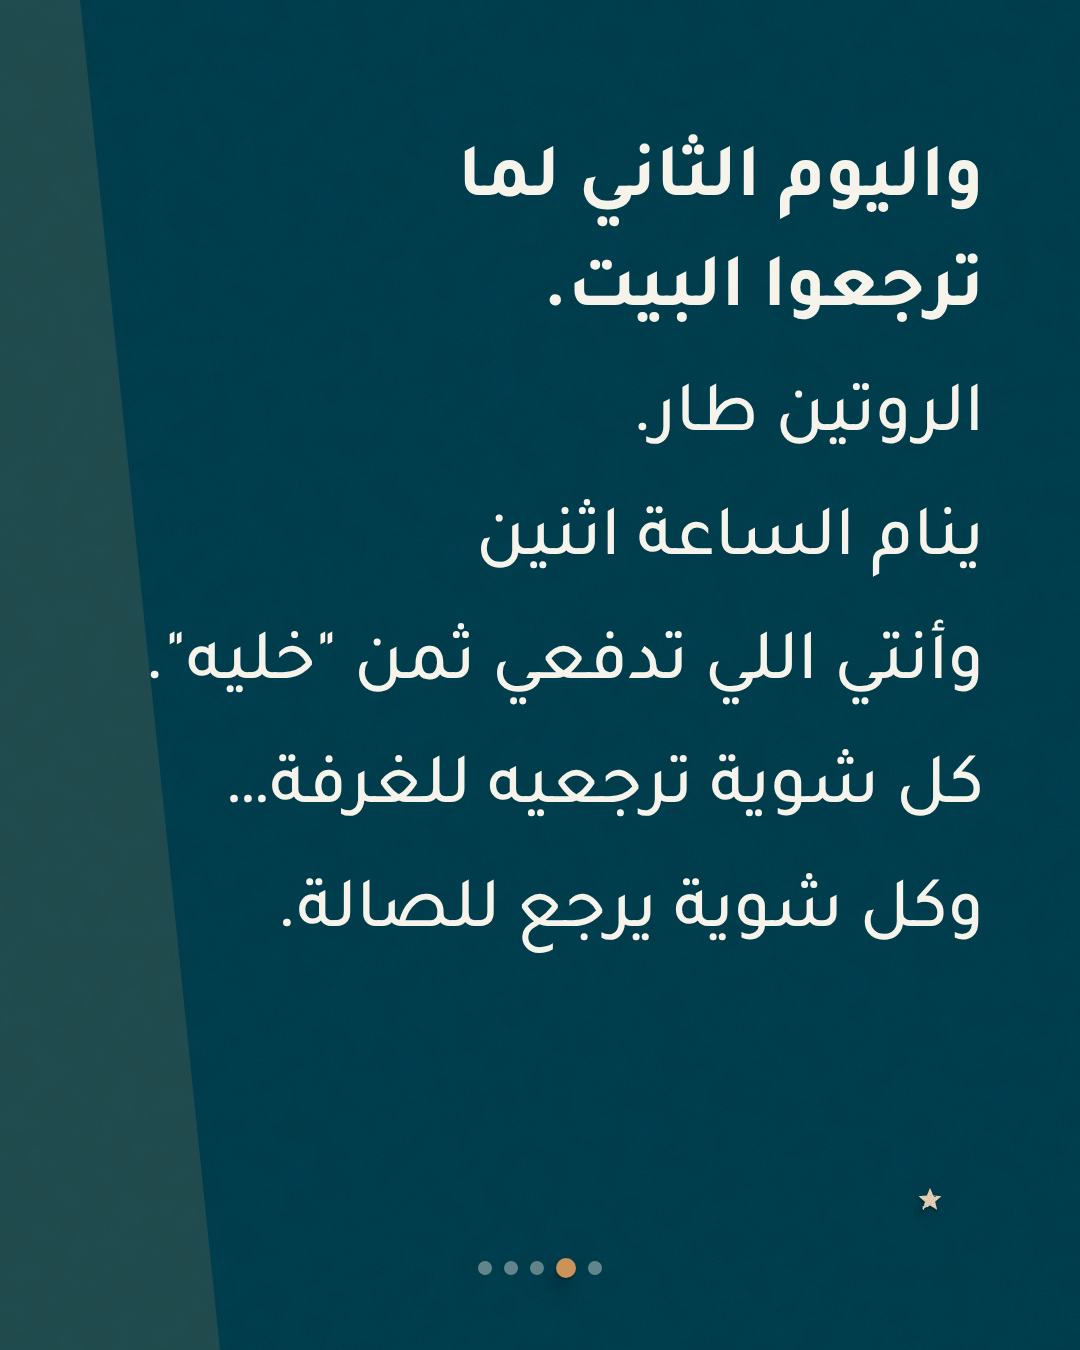 واليوم الثاني لما
ترجعوا البيت.
الروتين طار.
ينام الساعة اثنين
وأنتي اللي تدفعي ثمن "خليه".
كل شوية ترجعيه للغرفة...
وكل شوية يرجع للصالة.